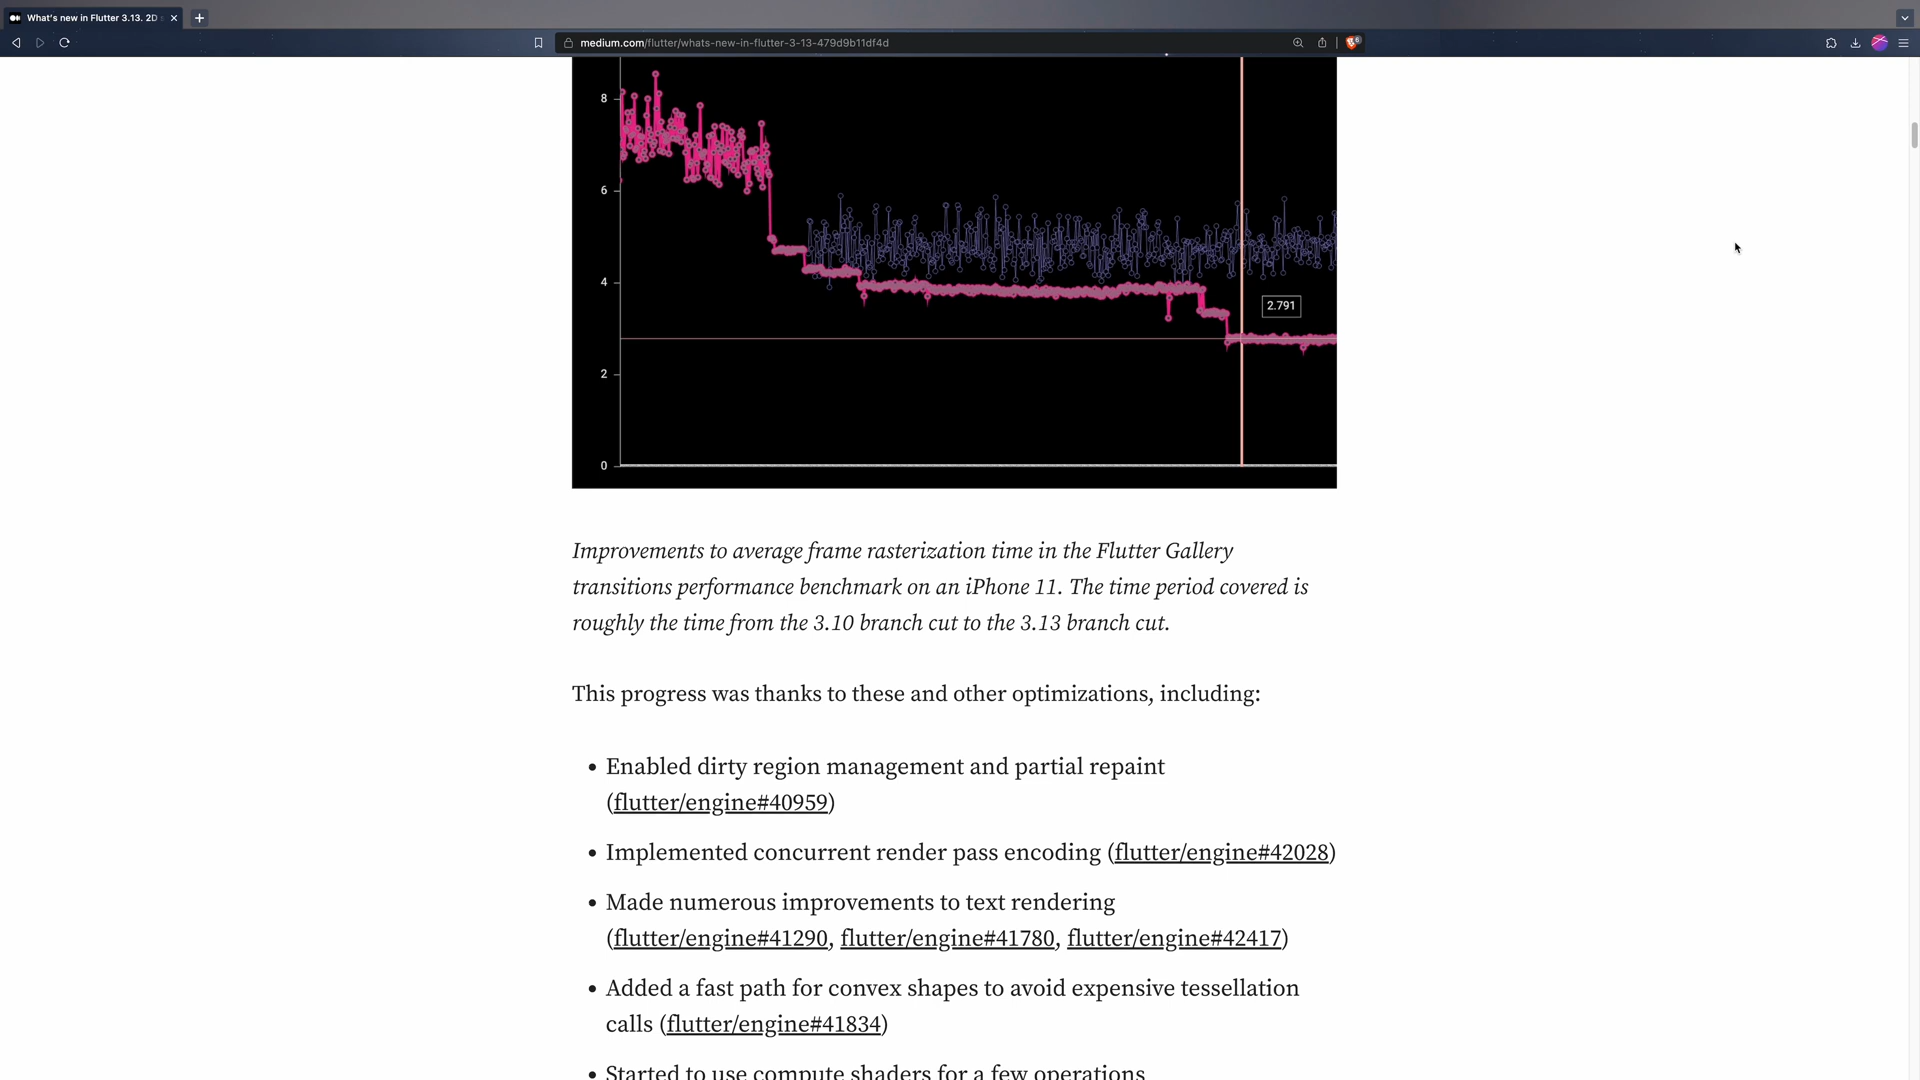 What's new in Flutter 3.13. 2D
medium.com/flutter/whats-new-in-flutter-3-13-479d9b11df4d
8
6
4
2.791
2
0
Improvements to average frame rasterization time in the Flutter Gallery
transitions performance benchmark on an iPhone 11. The time period covered is
roughly the time from the 3.10 branch cut to the 3.13 branch cut.
This progress was thanks to these and other optimizations, including:
• Enabled dirty region management and partial repaint
(flutter/engine#40959)
• Implemented concurrent render pass encoding (flutter/engine#42028)
• Made numerous improvements to text rendering
(flutter/engine#41290, flutter/engine#41780, flutter/engine#42417)
• Added a fast path for convex shapes to avoid expensive tessellation
calls (flutter/engine#41834)
• Started to use compute shaders for a few operations